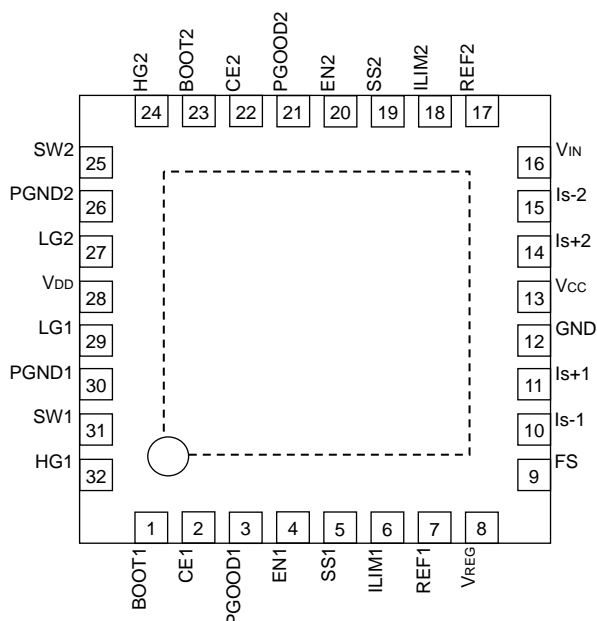 HG2
BOOT2
CE2
PGOOD2
EN2
SS2
ILIM2
REF2
24
23
22
21
20
19
18
17
SW2
25
PGND2
26
LG2
27
VDD
28
LG1
29
PGND1
30
SW1
31
HG1
32
16
VIN
15
Is-2
14
Is+2
13
VCC
12
GND
11
Is+1
10
Is-1
9
FS
1
2
3
4
5
6
7
8
BOOT1
CE1
PGOOD1
EN1
SS1
ILIM1
REF1
VREG